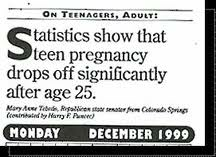 ON TEENAGERS, ADULT:
Statistics show that
teen pregnancy
drops off significantly
after age 25.
Mary Anne Tebedo, Republican state senator from Colorado Springs
(contributed by Harry F. Puncec)
MONDAY DECEMBER 1999